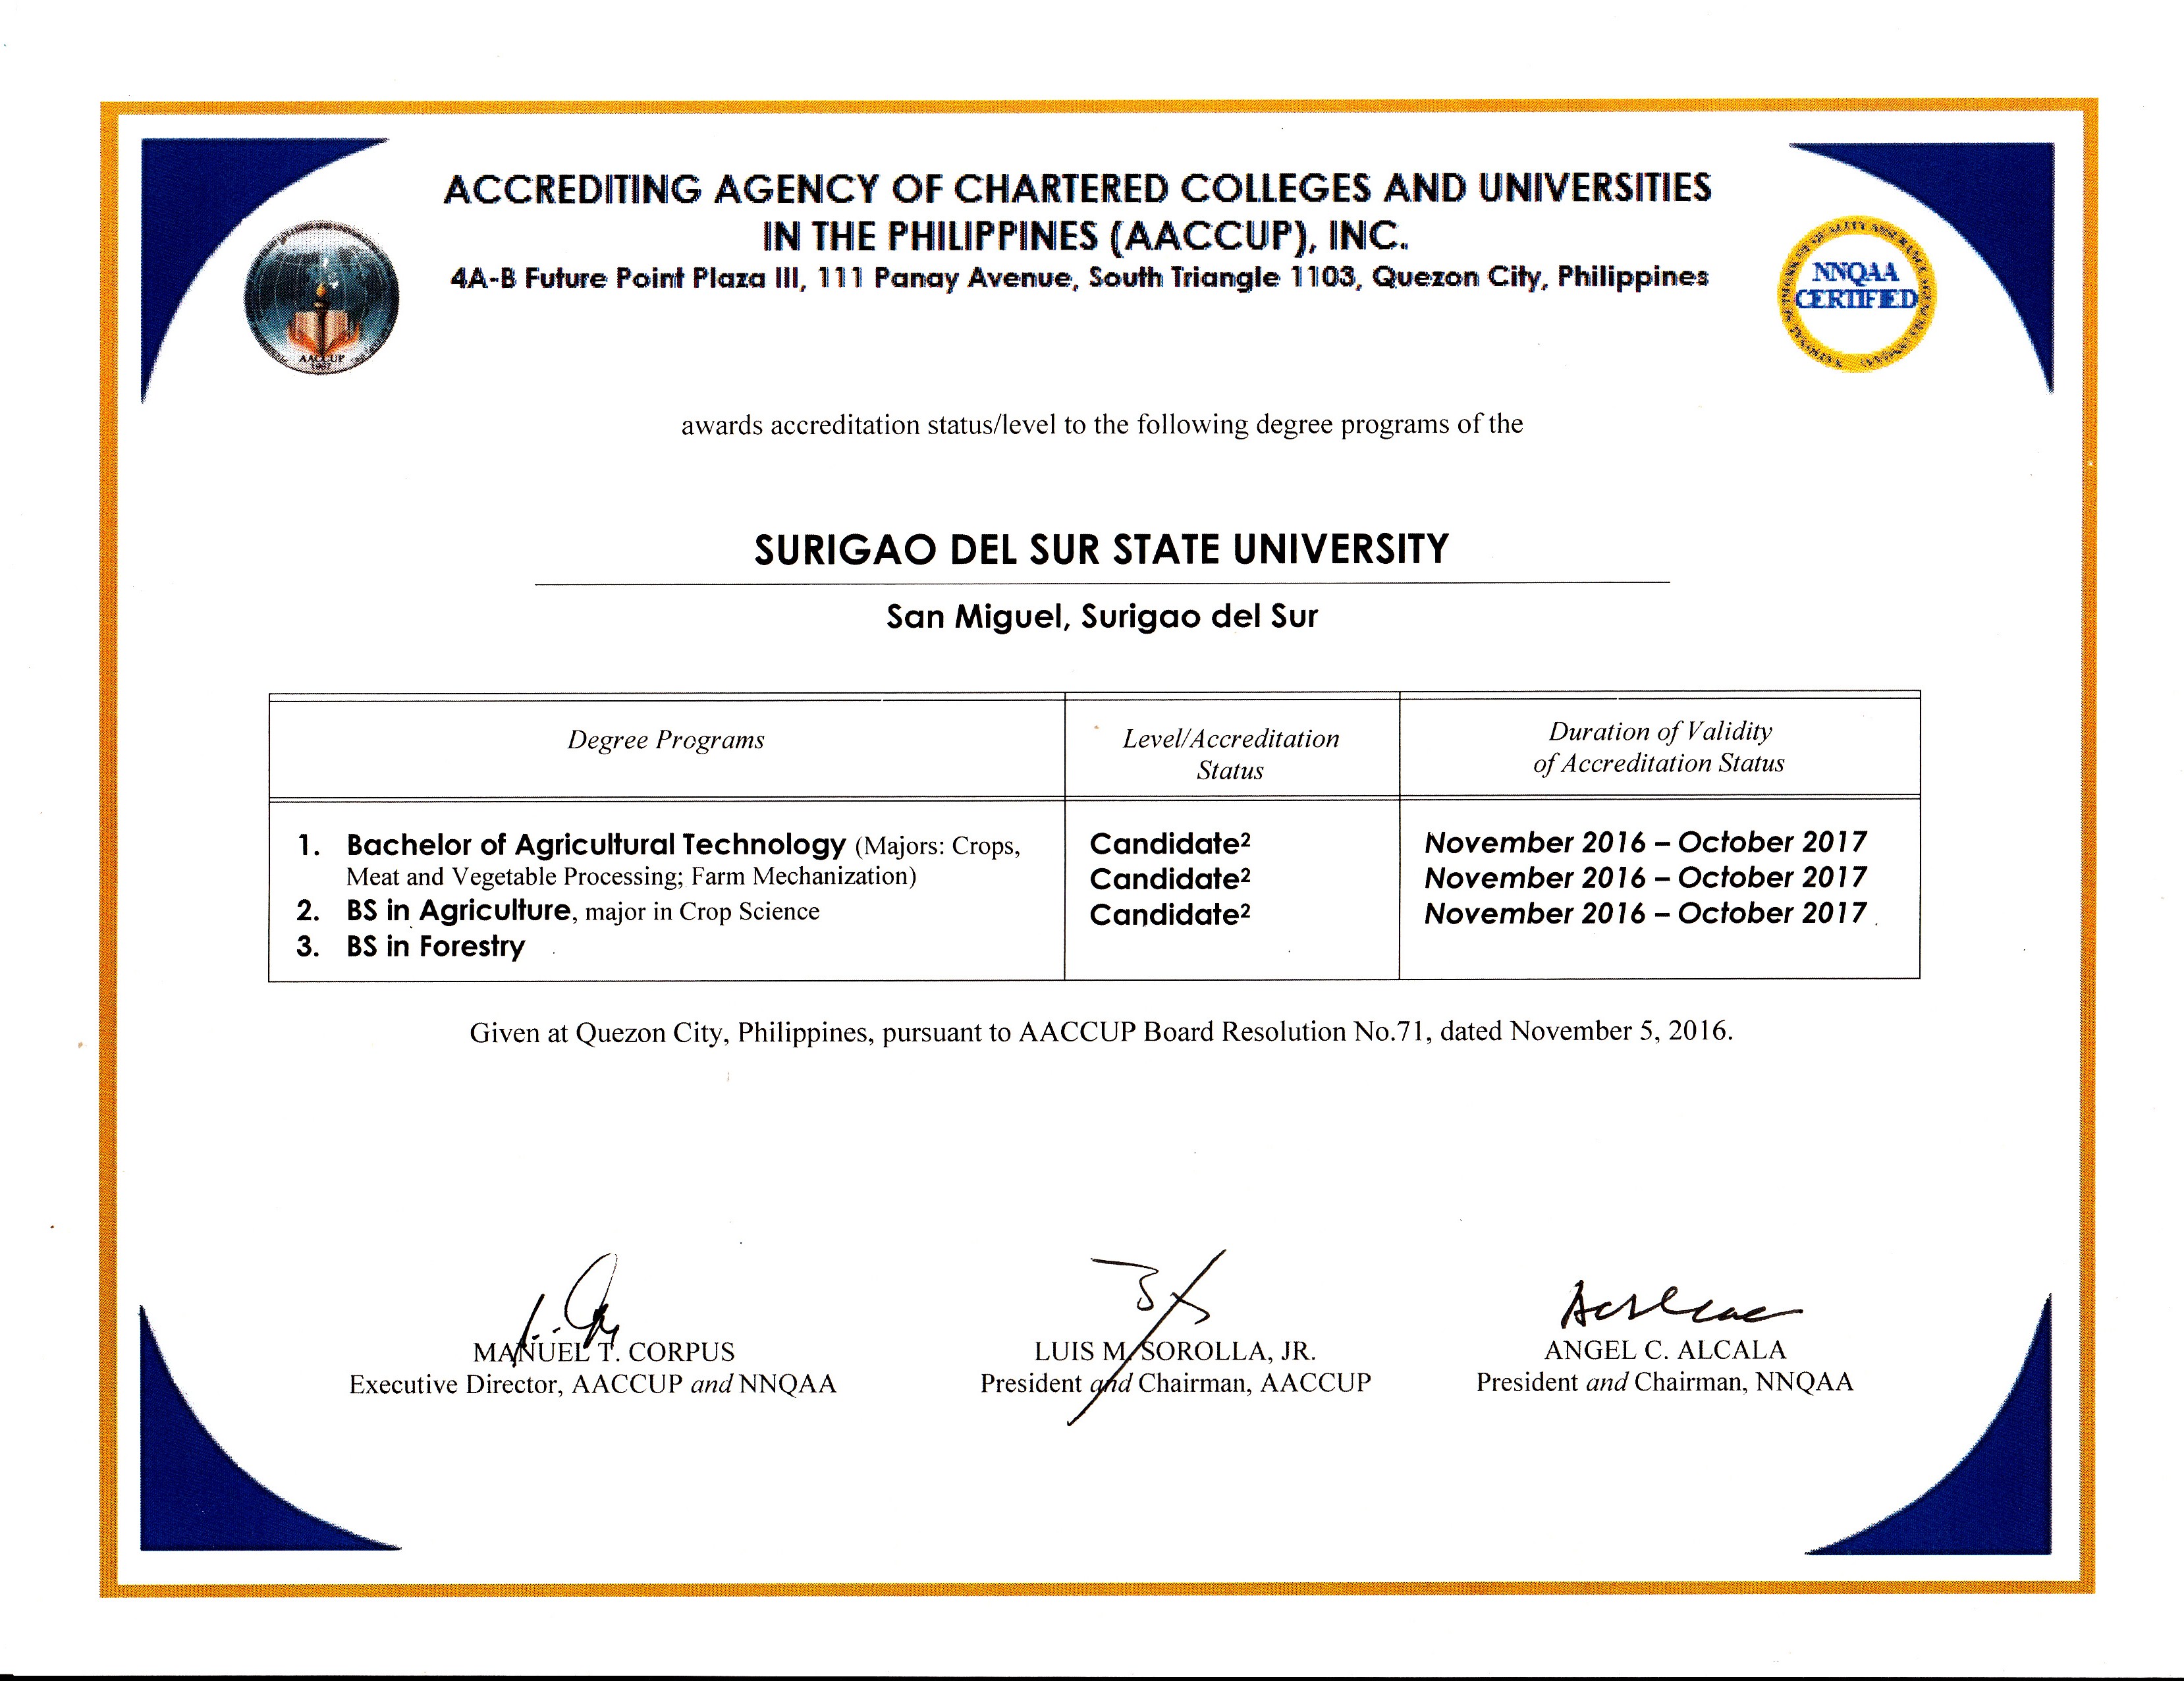 ACCREDITING AGENCY OF CHARTERED COLLEGES AND UNIVERSITIES
IN THE PHILIPPINES (AACCUP), INC.
4A-B Future Point Plaza III, 111 Panay Avenue, South Triangle 1103, Quezon City, Philippines
AACCUP
1987
NNQAA
CERTIFIED
awards accreditation status/level to the following degree programs of the
SURIGAO DEL SUR STATE UNIVERSITY
San Miguel, Surigao del Sur
Degree Programs
Level/Accreditation
Status
Duration of Validity
of Accreditation Status
1. Bachelor of Agricultural Technology (Majors: Crops,
Meat and Vegetable Processing; Farm Mechanization)
2. BS in Agriculture, major in Crop Science
3. BS in Forestry
Candidate²
Candidate²
Candidate²
November 2016 – October 2017
November 2016 – October 2017
November 2016 – October 2017
Given at Quezon City, Philippines, pursuant to AACCUP Board Resolution No.71, dated November 5, 2016.
MANUEL T. CORPUS
Executive Director, AACCUP and NNQAA
LUIS M. SOROLLA, JR.
President and Chairman, AACCUP
ANGEL C. ALCALA
President and Chairman, NNQAA